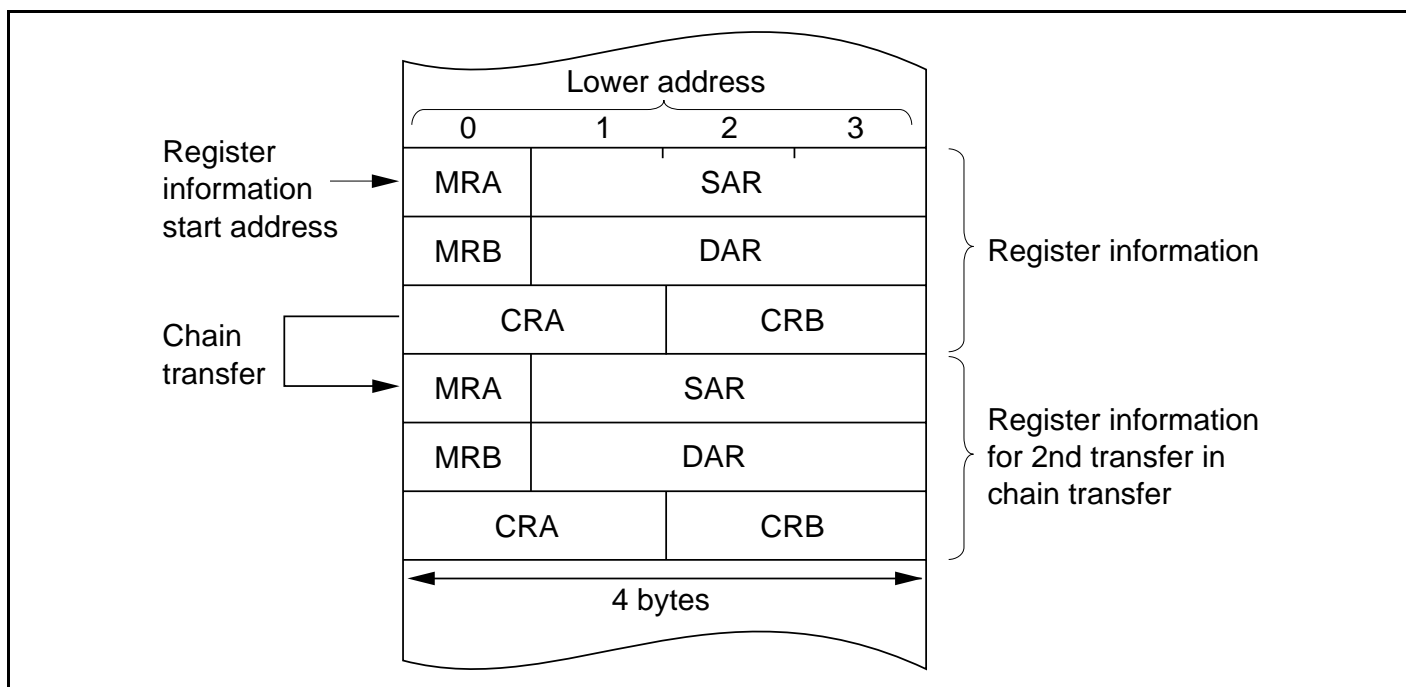 Lower address
0 1 2 3
Register
information
start address
MRA SAR
MRB DAR
CRA CRB
Register information
Chain
transfer
MRA SAR
MRB DAR
CRA CRB
Register information
for 2nd transfer in
chain transfer
4 bytes